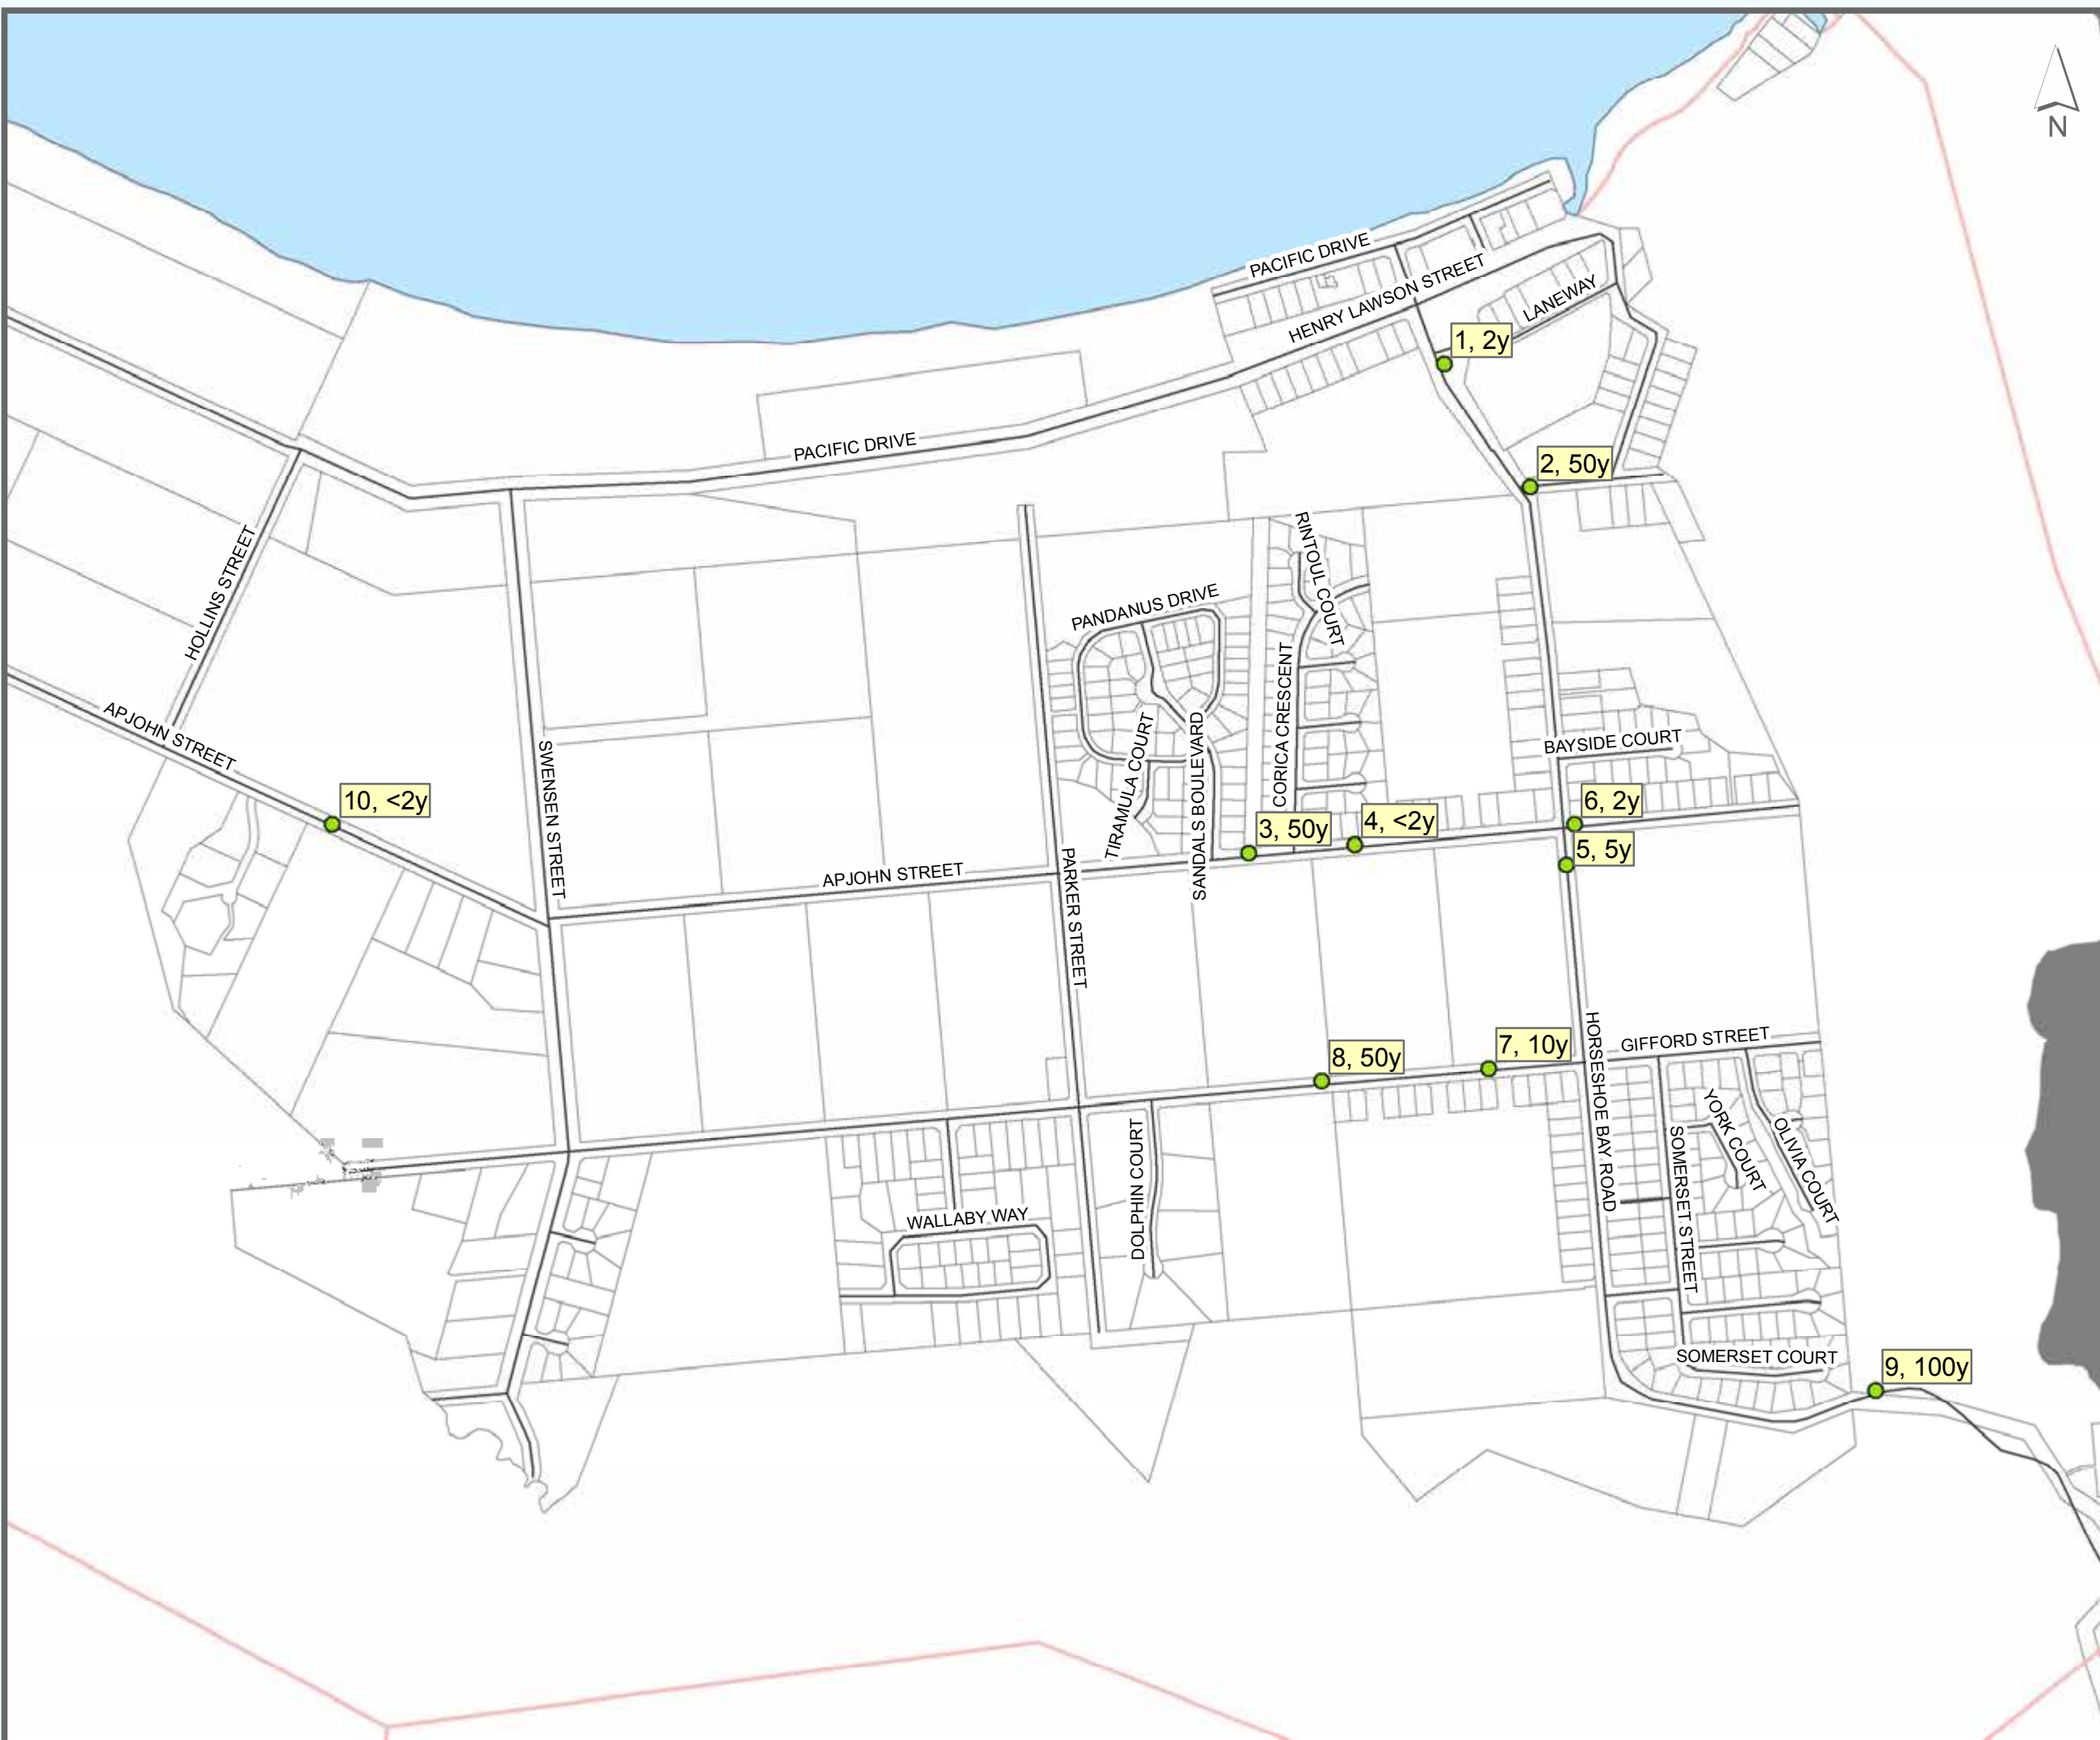 N
PACIFIC DRIVE
HENRY LAWSON STREET
LANEWAY
1, 2y
PACIFIC DRIVE
2, 50y
HOLLINS STREET
RINTOUL COURT
PANDANUS DRIVE
CORICA CRESCENT
APJOHN STREET
SWENSEN STREET
TIRAMULA COURT
SANDALS BOULEVARD
BAYSIDE COURT
10, <2y
3, 50y
4, <2y
6, 2y
5, 5y
APJOHN STREET
PARKER STREET
HORSESHOE BAY ROAD
GIFFORD STREET
8, 50y
7, 10y
YORK COURT
OLIVIA COURT
SOMERSET STREET
DOLPHIN COURT
WALLABY WAY
SOMERSET COURT
9, 100y